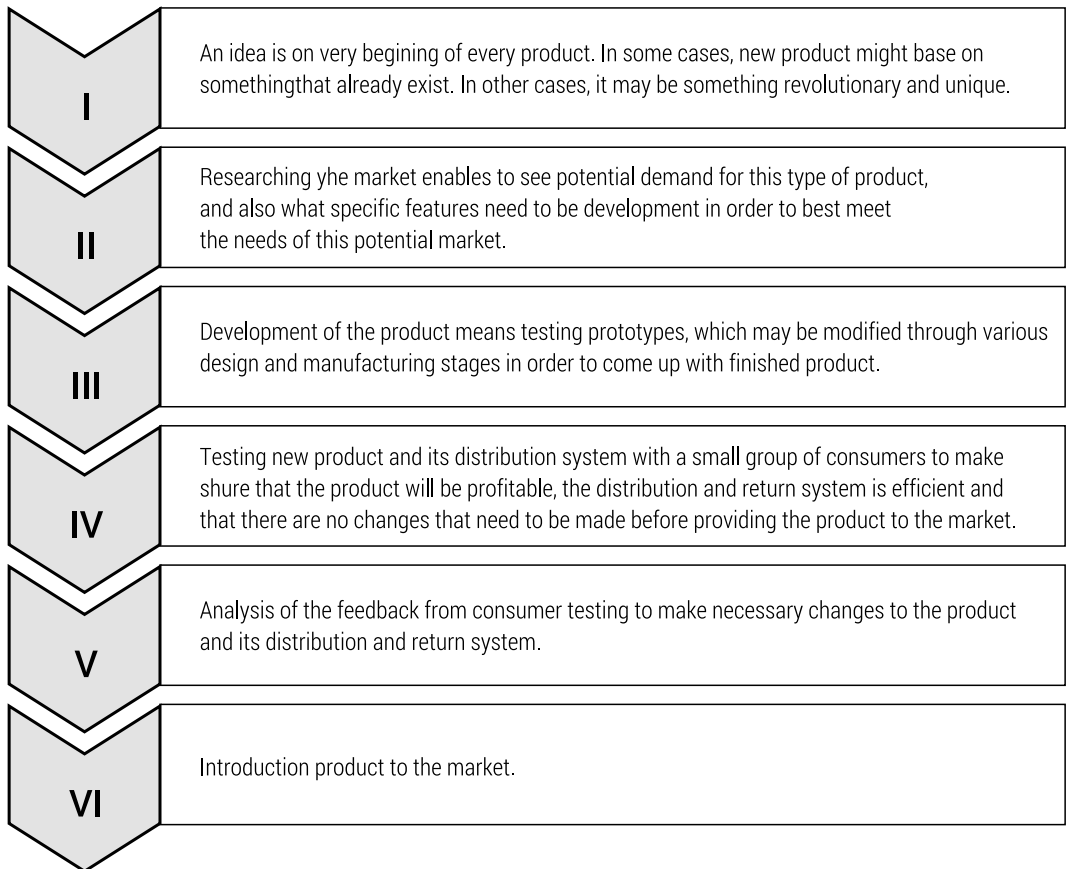 I
An idea is on very begining of every product. In some cases, new product might base on
somethingthat already exist. In other cases, it may be something revolutionary and unique.
II
Researching yhe market enables to see potential demand for this type of product,
and also what specific features need to be development in order to best meet
the needs of this potential market.
III
Development of the product means testing prototypes, which may be modified through various
design and manufacturing stages in order to come up with finished product.
IV
Testing new product and its distribution system with a small group of consumers to make
shure that the product will be profitable, the distribution and return system is efficient and
that there are no changes that need to be made before providing the product to the market.
V
Analysis of the feedback from consumer testing to make necessary changes to the product
and its distribution and return system.
VI
Introduction product to the market.